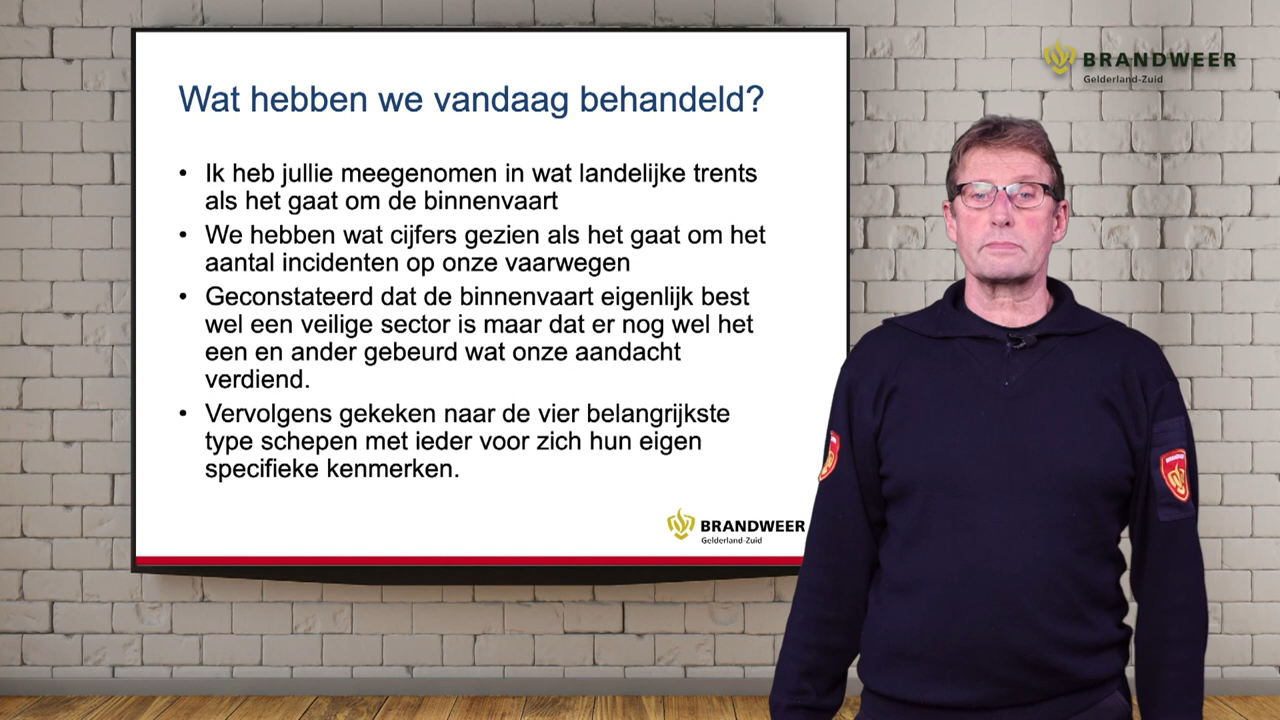 BRANDWEER
Gelderland-Zuid
Wat hebben we vandaag behandeld?
• Ik heb jullie meegenomen in wat landelijke trents
als het gaat om de binnenvaart
• We hebben wat cijfers gezien als het gaat om het
aantal incidenten op onze vaarwegen
• Geconstateerd dat de binnenvaart eigenlijk best
wel een veilige sector is maar dat er nog wel het
een en ander gebeurd wat onze aandacht
verdiend.
• Vervolgens gekeken naar de vier belangrijkste
type schepen met ieder voor zich hun eigen
specifieke kenmerken.
BRANDWEER
Gelderland-Zuid